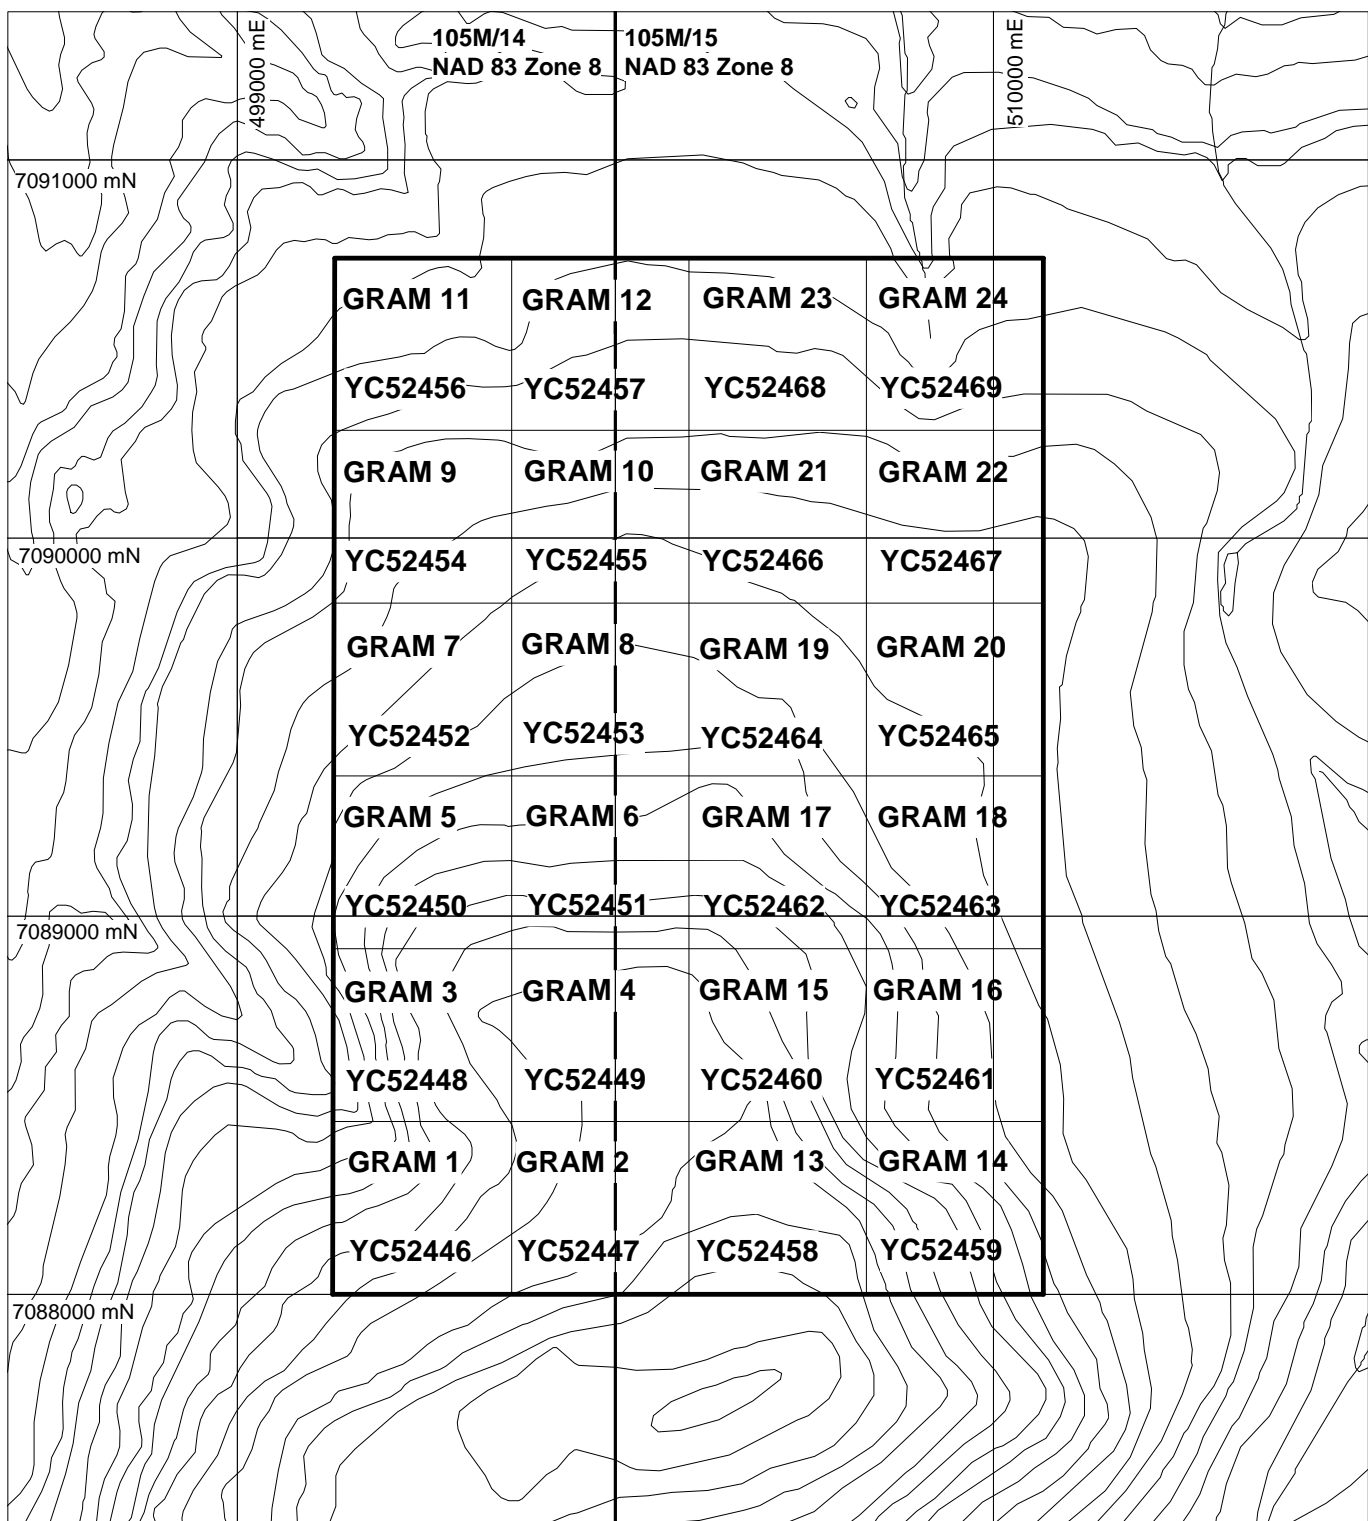 105M/14
NAD 83 Zone 8
105M/15
NAD 83 Zone 8
499000 mE
510000 mE
7091000 mN
GRAM 11
GRAM 12
GRAM 23
GRAM 24
YC52456
YC52457
YC52468
YC52469
GRAM 9
GRAM 10
GRAM 21
GRAM 22
7090000 mN
YC52454
YC52455
YC52466
YC52467
GRAM 7
GRAM 8
GRAM 19
GRAM 20
YC52452
YC52453
YC52464
YC52465
GRAM 5
GRAM 6
GRAM 17
GRAM 18
YC52450
YC52451
YC52462
YC52463
7089000 mN
GRAM 3
GRAM 4
GRAM 15
GRAM 16
YC52448
YC52449
YC52460
YC52461
GRAM 1
GRAM 2
GRAM 13
GRAM 14
YC52446
YC52447
YC52458
YC52459
7088000 mN